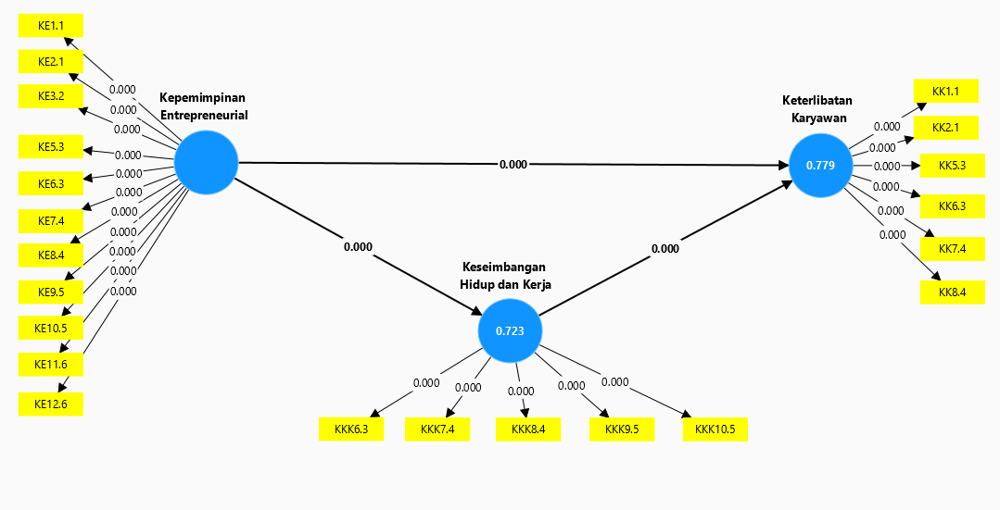 KE1.1
KE2.1
KE3.2
KE5.3
KE6.3
KE7.4
KE8.4
KE9.5
KE10.5
KE11.6
KE12.6
0.000
0.000
0.000
0.000
0.000
0.000
0.000
0.000
0.000
0.000
0.000
Kepemimpinan
Entrepreneurial
0.000
0.000
0.000
Keseimbangan
Hidup dan Kerja
0.723
0.000
0.000
0.000
0.000
0.000
KKK6.3
KKK7.4
KKK8.4
KKK9.5
KKK10.5
Keterlibatan
Karyawan
0.779
0.000
0.000
0.000
0.000
0.000
0.000
KK1.1
KK2.1
KK5.3
KK6.3
KK7.4
KK8.4